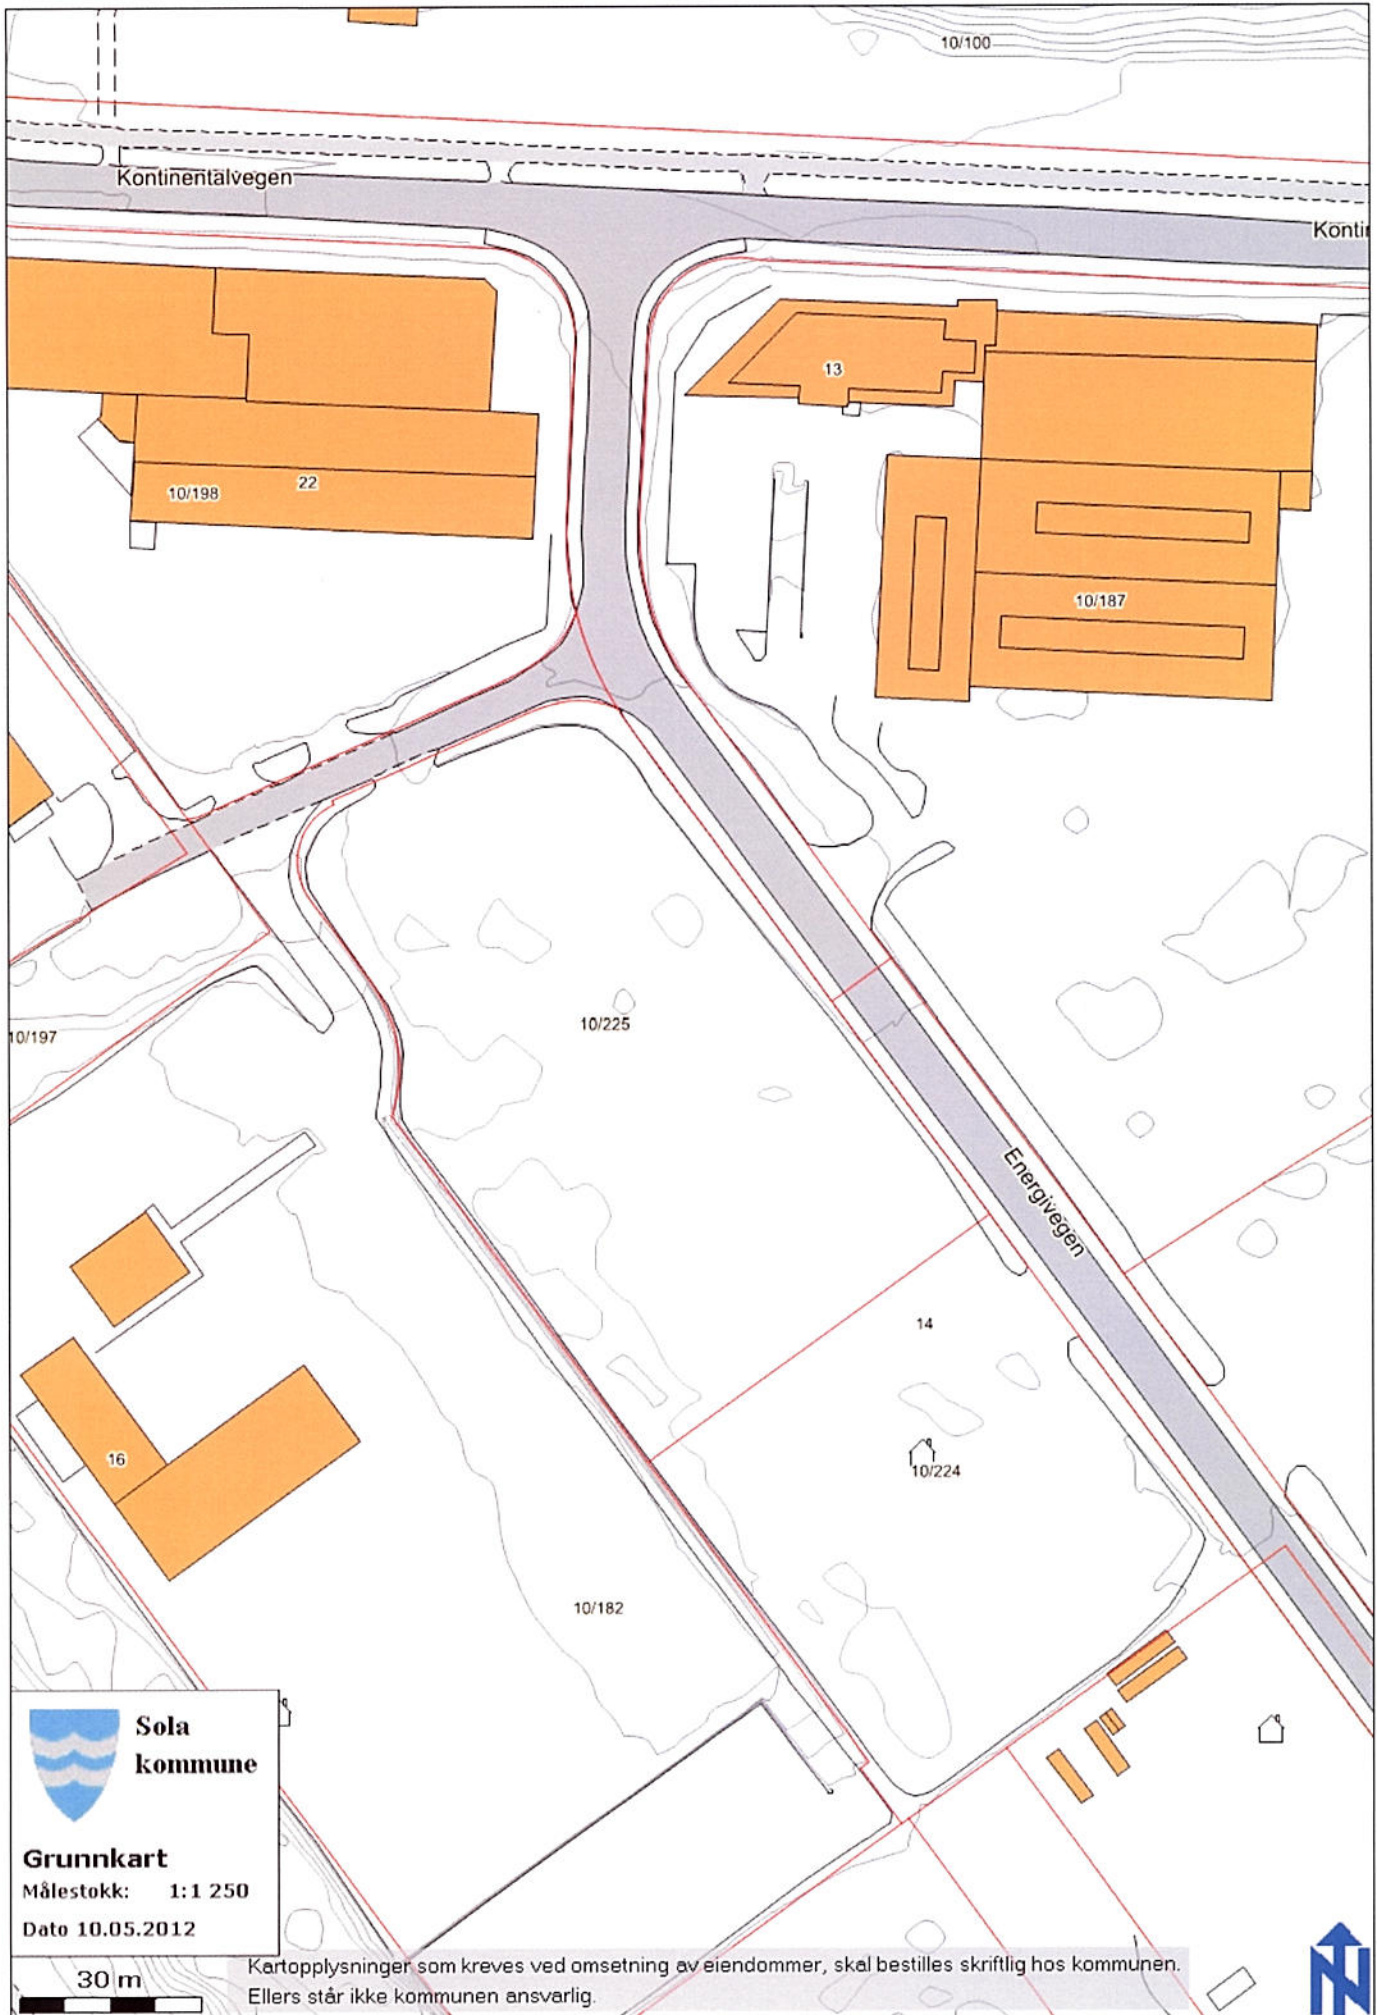 10/100
Kontinentalvegen
Konti
13
10/198
22
10/187
10/225
10/197
Energivegen
14
10/224
16
10/182
Sola
kommune
Grunnkart
Målestokk: 1:1 250
Dato 10.05.2012
30 m
Kartopplysninger som kreves ved omsetning av eiendommer, skal bestilles skriftlig hos kommunen.
Ellers står ikke kommunen ansvarlig.
N